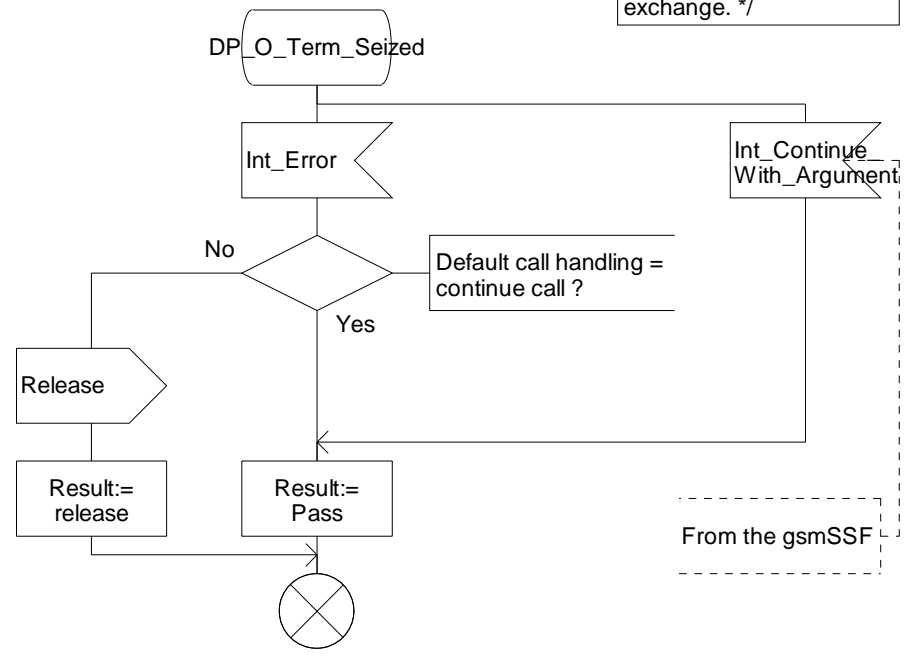 exchange. */
DP_O_Term_Seized
Int_Error
Int_Continue_
With_Argument
No
Default call handling =
continue call ?
Yes
Release
Result:=
release
Result:=
Pass
From the gsmSSF